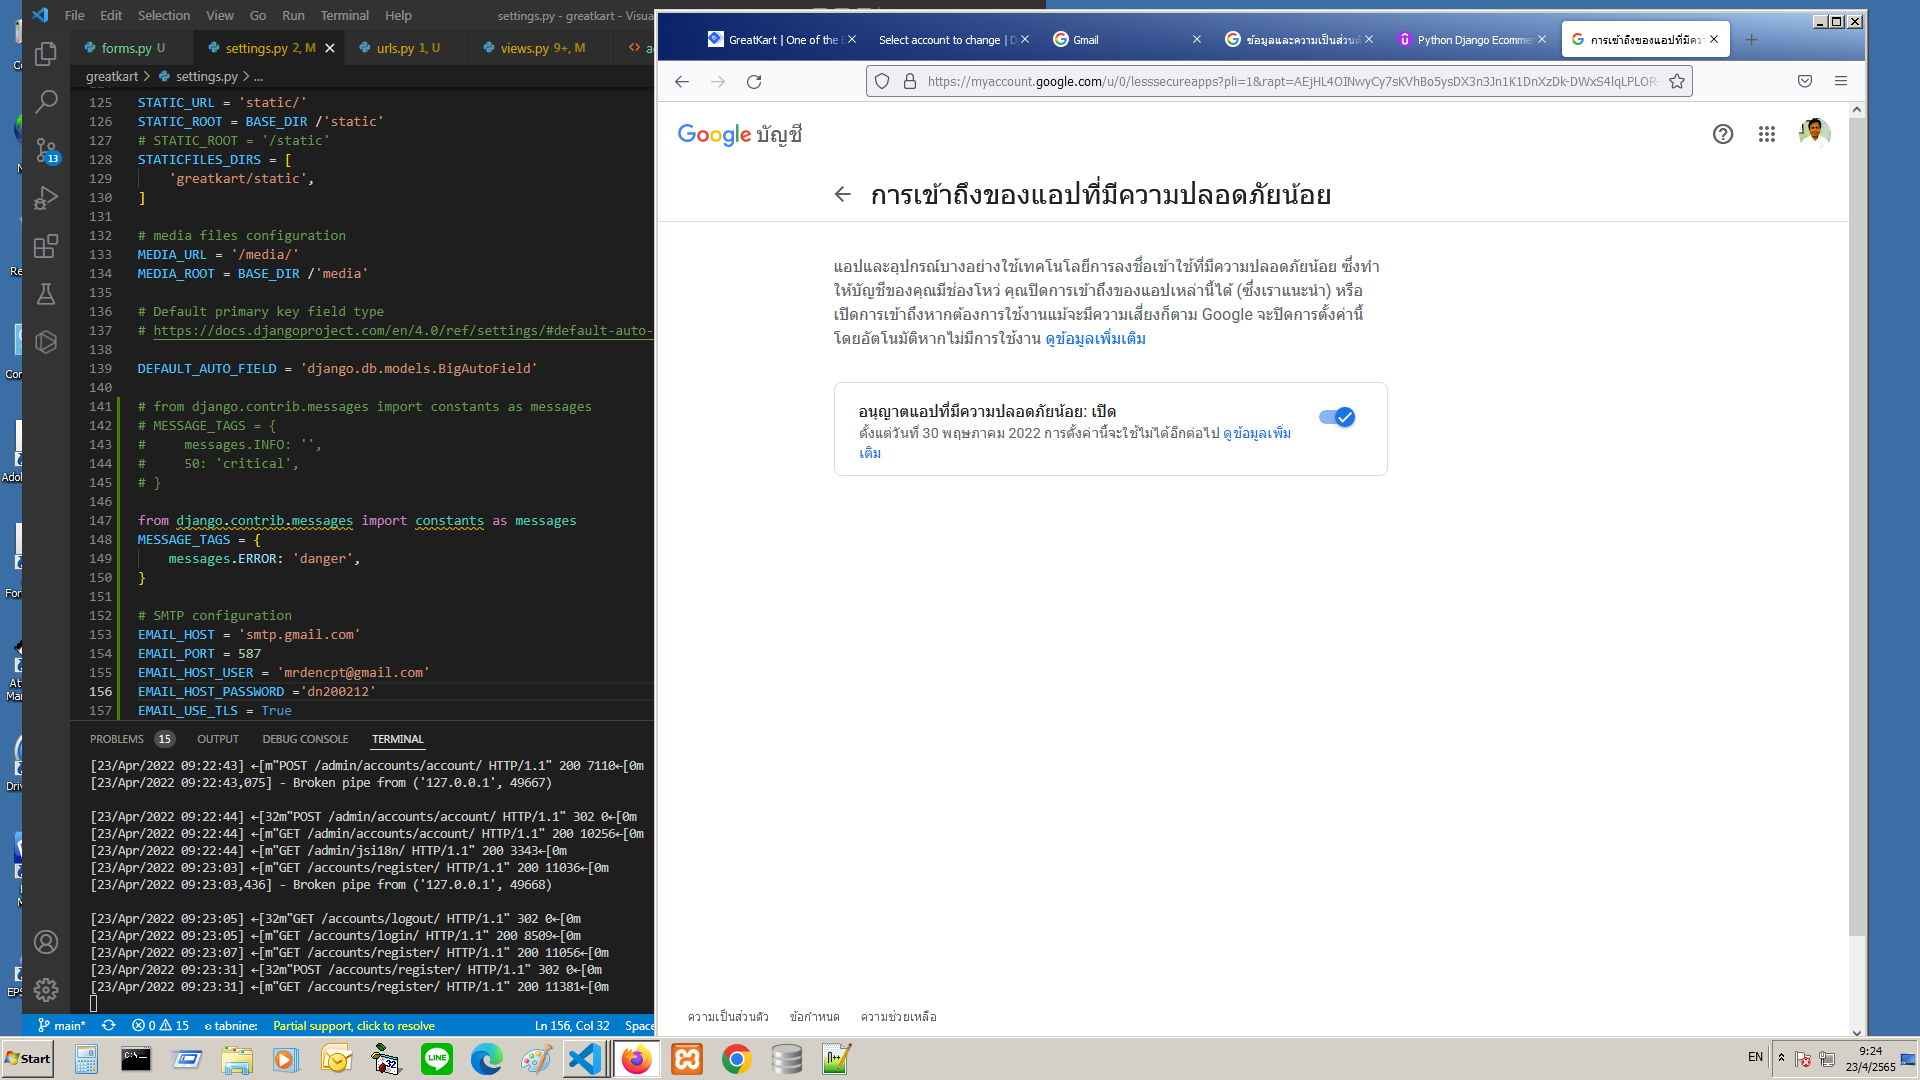 File Edit Selection View Go Run Terminal Help settings.py - greatkart - Visua
forms.py U settings.py 2, M urls.py 1, U views.py 9+, M
greatkart > settings.py > ...
125 STATIC_URL = 'static/'
126 STATIC_ROOT = BASE_DIR /'static'
127 # STATIC_ROOT = '/static'
128 STATICFILES_DIRS = [
129 'greatkart/static',
130 ]
131
132 # media files configuration
133 MEDIA_URL = '/media/'
134 MEDIA_ROOT = BASE_DIR /'media'
135
136 # Default primary key field type
137 # https://docs.djangoproject.com/en/4.0/ref/settings/#default-auto-
138
139 DEFAULT_AUTO_FIELD = 'django.db.models.BigAutoField'
140
141 # from django.contrib.messages import constants as messages
142 # MESSAGE_TAGS = {
143 #     messages.INFO: '',
144 #     50: 'critical',
145 # }
146
147 from django.contrib.messages import constants as messages
148 MESSAGE_TAGS = {
149 messages.ERROR: 'danger',
150 }
151
152 # SMTP configuration
153 EMAIL_HOST = 'smtp.gmail.com'
154 EMAIL_PORT = 587
155 EMAIL_HOST_USER = 'mrdencpt@gmail.com'
156 EMAIL_HOST_PASSWORD ='dn200212'
157 EMAIL_USE_TLS = True
PROBLEMS 15 OUTPUT DEBUG CONSOLE TERMINAL
[23/Apr/2022 09:22:43] ←[m"POST /admin/accounts/account/ HTTP/1.1" 200 7110←[0m
[23/Apr/2022 09:22:43,075] - Broken pipe from ('127.0.0.1', 49667)
[23/Apr/2022 09:22:44] ←[32m"POST /admin/accounts/account/ HTTP/1.1" 302 0←[0m
[23/Apr/2022 09:22:44] ←[m"GET /admin/accounts/account/ HTTP/1.1" 200 10256←[0m
[23/Apr/2022 09:22:44] ←[m"GET /admin/jsi18n/ HTTP/1.1" 200 3343←[0m
[23/Apr/2022 09:23:03] ←[m"GET /accounts/register/ HTTP/1.1" 200 11036←[0m
[23/Apr/2022 09:23:03,436] - Broken pipe from ('127.0.0.1', 49668)
[23/Apr/2022 09:23:05] ←[32m"GET /accounts/logout/ HTTP/1.1" 302 0←[0m
[23/Apr/2022 09:23:05] ←[m"GET /accounts/login/ HTTP/1.1" 200 8509←[0m
[23/Apr/2022 09:23:07] ←[m"GET /accounts/register/ HTTP/1.1" 200 11056←[0m
[23/Apr/2022 09:23:31] ←[32m"POST /accounts/register/ HTTP/1.1" 302 0←[0m
[23/Apr/2022 09:23:31] ←[m"GET /accounts/register/ HTTP/1.1" 200 11381←[0m
13
main* 0 15 tabnine: Partial support, click to resolve Ln 156, Col 32 Space
GreatKart | One of the Select account to change | D Gmail ข้อมูลและความเป็นส่วนตั Python Django Ecommer การเข้าถึงของแอปที่มีความ
https://myaccount.google.com/u/0/lesssecureapps?pli=1&rapt=AEjHL4OINwyCy7sKVhBo5ysDX3n3Jn1K1DnXzDk-DWxS4lqLPLOR-
Google บัญชี
การเข้าถึงของแอปที่มีความปลอดภัยน้อย
แอปและอุปกรณ์บางอย่างใช้เทคโนโลยีการลงชื่อเข้าใช้ที่มีความปลอดภัยน้อย ซึ่งทำ
ให้บัญชีของคุณมีช่องโหว่ คุณปิดการเข้าถึงของแอปเหล่านี้ได้ (ซึ่งเราแนะนำ) หรือ
เปิดการเข้าถึงหากต้องการใช้งานแม้จะมีความเสี่ยงก็ตาม Google จะปิดการตั้งค่านี้
โดยอัตโนมัติหากไม่มีการใช้งาน ดูข้อมูลเพิ่มเติม
อนุญาตแอปที่มีความปลอดภัยน้อย: เปิด
ตั้งแต่วันที่ 30 พฤษภาคม 2022 การตั้งค่านี้จะใช้ไม่ได้อีกต่อไป ดูข้อมูลเพิ่ม
เติม
ความเป็นส่วนตัว ข้อกำหนด ความช่วยเหลือ
Start EN 9:24
23/4/2565